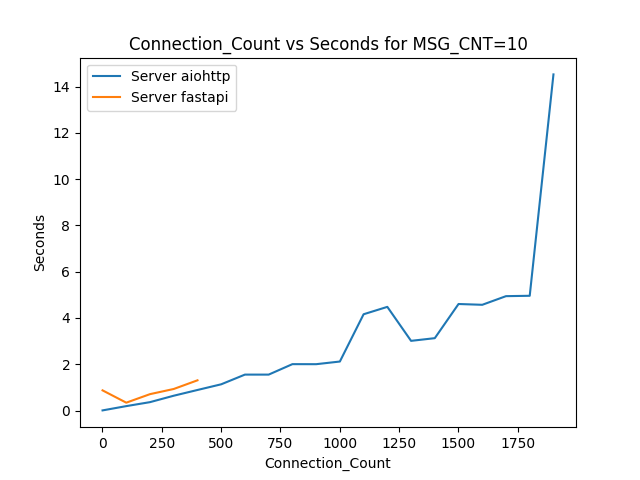 Connection_Count vs Seconds for MSG_CNT=10
Server aiohttp
Server fastapi
14
12
10
8
6
4
2
0
Seconds
0 250 500 750 1000 1250 1500 1750
Connection_Count